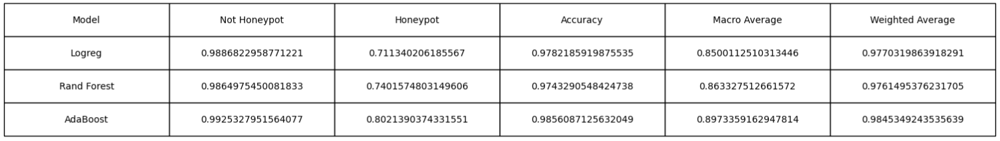 Model Not Honeypot Honeypot Accuracy Macro Average Weighted Average
Logreg 0.9886822958771221 0.711340206185567 0.9782185919875535 0.8500112510313446 0.9770319863918291
Rand Forest 0.9864975450081833 0.7401574803149606 0.9743290548424738 0.863327512661572 0.9761495376231705
AdaBoost 0.9925327951564077 0.8021390374331551 0.9856087125632049 0.8973359162947814 0.9845349243535639